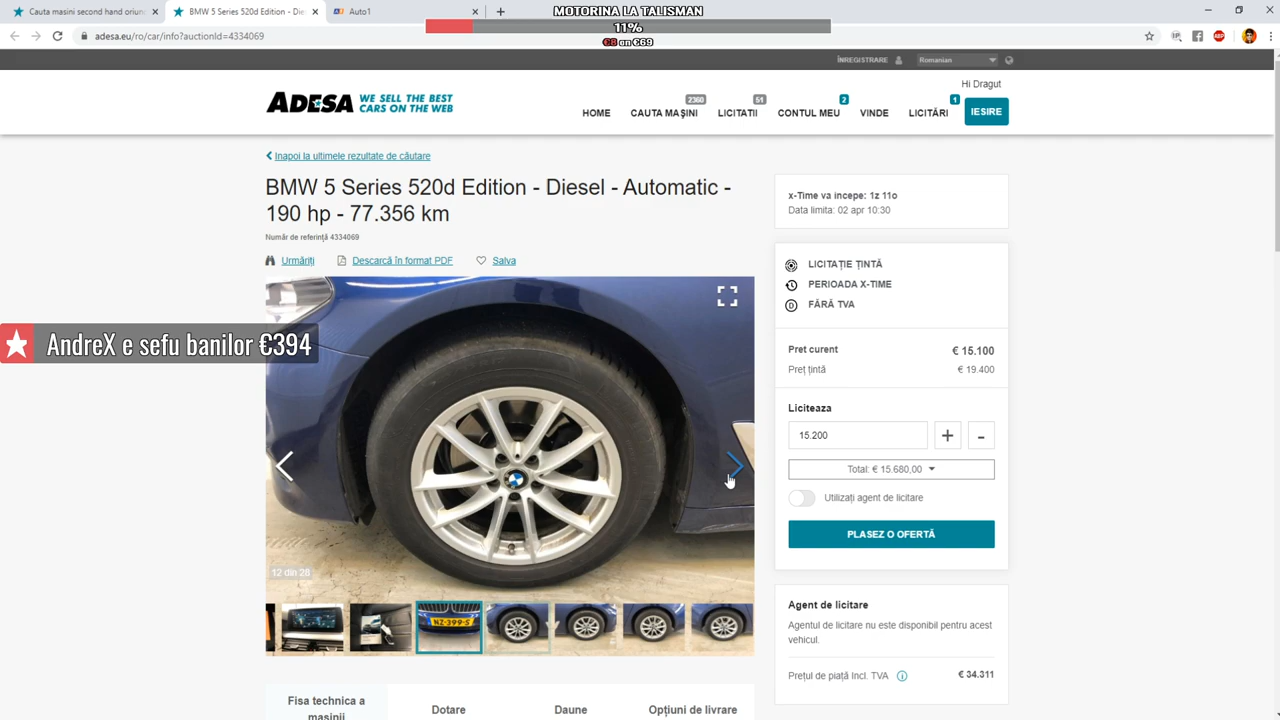 Cauta masini second hand oriun
BMW 5 Series 520d Edition - Dies
Auto1
MOTORINA LA TALISMAN
11%
€8 an €69
adesa.eu/ro/car/info?auctionId=4334069
ÎNREGISTRARE
Romanian
ADESA WE SELL THE BEST CARS ON THE WEB
Hi Dragut
HOME
CAUTA MAȘINI 2360
LICITATII 51
CONTUL MEU 2
VINDE
LICITĂRI 1
IESIRE
Inapoi la ultimele rezultate de căutare
BMW 5 Series 520d Edition - Diesel - Automatic -
190 hp - 77.356 km
Număr de referință 4334069
Urmăriți
Descarcă în format PDF
Salva
AndreX e sefu banilor €394
12 din 28
NZ-399-S
Fisa technica a
masinii
Dotare
Daune
Opțiuni de livrare
x-Time va incepe: 1z 11o
Data limita: 02 apr 10:30
LICITAȚIE ȚINTĂ
PERIOADA X-TIME
FĂRĂ TVA
Pret curent € 15.100
Preț țintă € 19.400
Liciteaza
15.200 + -
Total: € 15.680,00
Utilizați agent de licitare
PLASEZ O OFERTĂ
Agent de licitare
Agentul de licitare nu este disponibil pentru acest
vehicul.
Prețul de piață Incl. TVA € 34.311